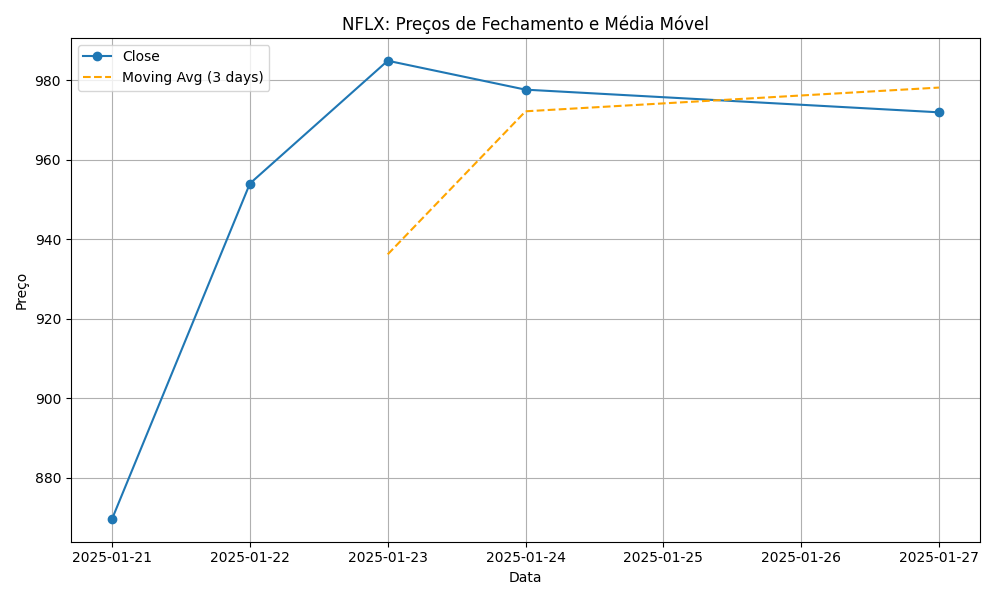 NFLX: Preços de Fechamento e Média Móvel
Close
Moving Avg (3 days)
980
960
940
920
900
880
Preço
2025-01-21
2025-01-22
2025-01-23
2025-01-24
2025-01-25
2025-01-26
2025-01-27
Data